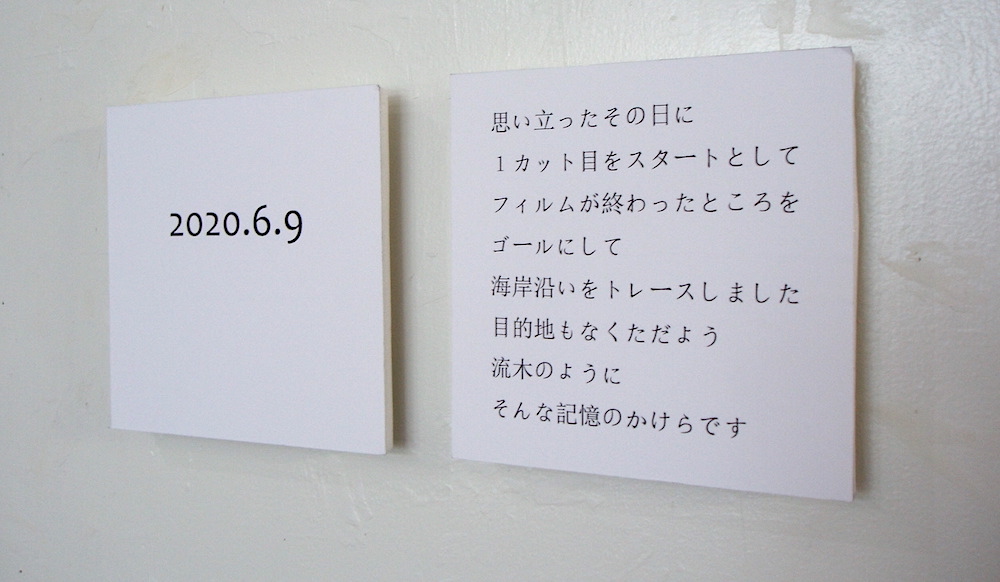 2020.6.9
思い立ったその日に
1カット目をスタートとして
フィルムが終わったところを
ゴールにして
海岸沿いをトレースしました
目的地もなくただよう
流木のように
そんな記憶のかけらです